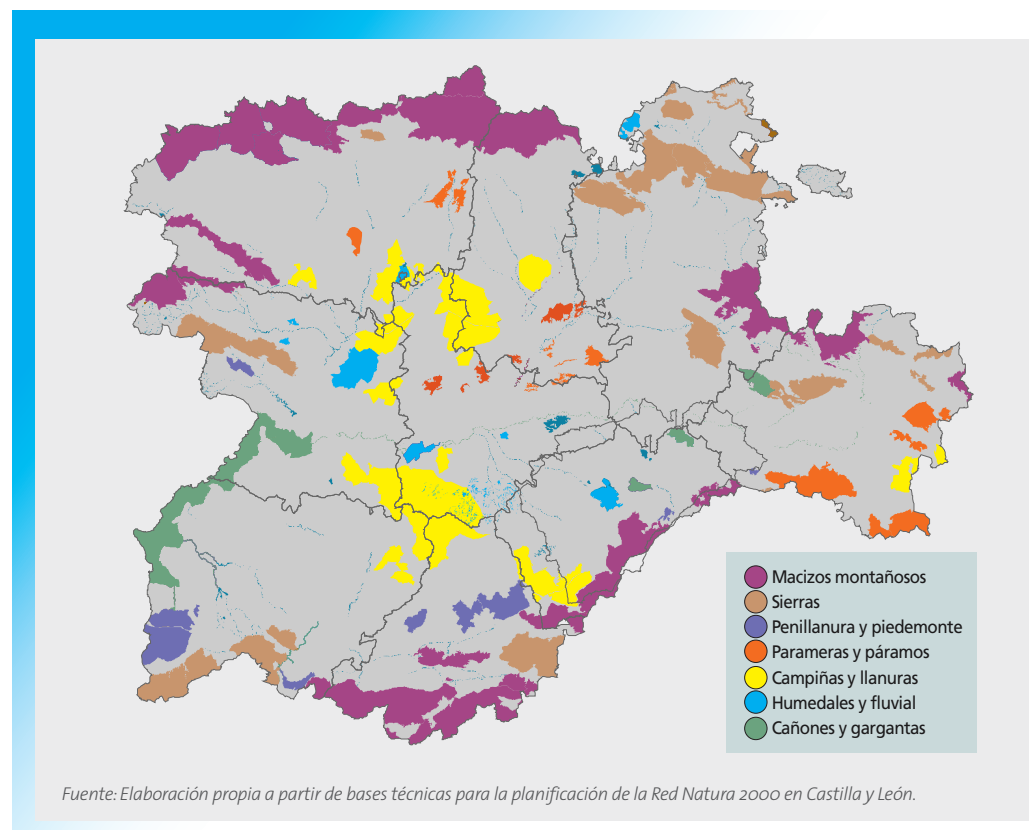 Macizos montañosos
Sierras
Penillanura y piedemonte
Parameras y páramos
Campiñas y llanuras
Humedales y fluvial
Cañones y gargantas
Fuente: Elaboración propia a partir de bases técnicas para la planificación de la Red Natura 2000 en Castilla y León.